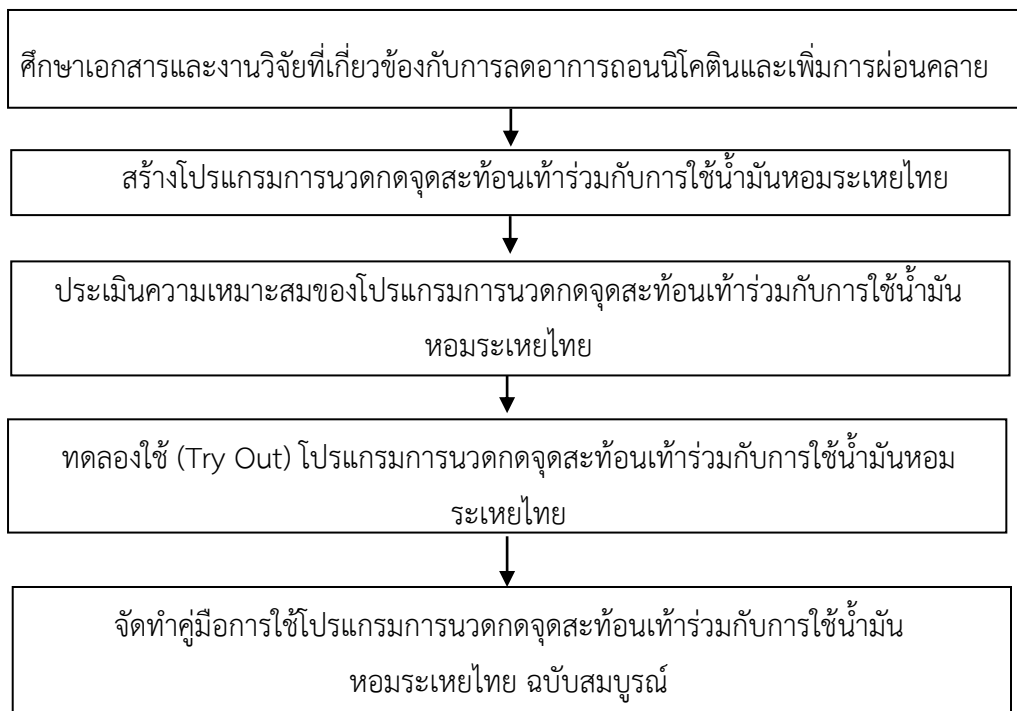 ศึกษาเอกสารและงานวิจัยที่เกี่ยวข้องกับการลดอาการถอนนิโคตินและเพิ่มการผ่อนคลาย
สร้างโปรแกรมการนวดกดจุดสะท้อนเท้าร่วมกับการใช้น้ำมันหอมระเหยไทย
ประเมินความเหมาะสมของโปรแกรมการนวดกดจุดสะท้อนเท้าร่วมกับการใช้น้ำมัน
หอมระเหยไทย
ทดลองใช้ (Try Out) โปรแกรมการนวดกดจุดสะท้อนเท้าร่วมกับการใช้น้ำมันหอม
ระเหยไทย
จัดทำคู่มือการใช้โปรแกรมการนวดกดจุดสะท้อนเท้าร่วมกับการใช้น้ำมัน
หอมระเหยไทย ฉบับสมบูรณ์